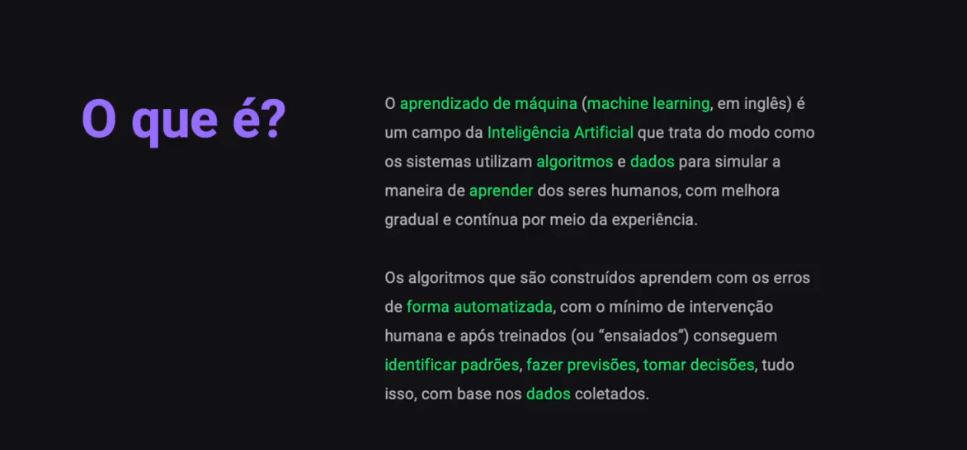 O que é?
O aprendizado de máquina (machine learning, em inglês) é
um campo da Inteligência Artificial que trata do modo como
os sistemas utilizam algoritmos e dados para simular a
maneira de aprender dos seres humanos, com melhora
gradual e contínua por meio da experiência.
Os algoritmos que são construídos aprendem com os erros
de forma automatizada, com o mínimo de intervenção
humana e após treinados (ou “ensaiados”) conseguem
identificar padrões, fazer previsões, tomar decisões, tudo
isso, com base nos dados coletados.